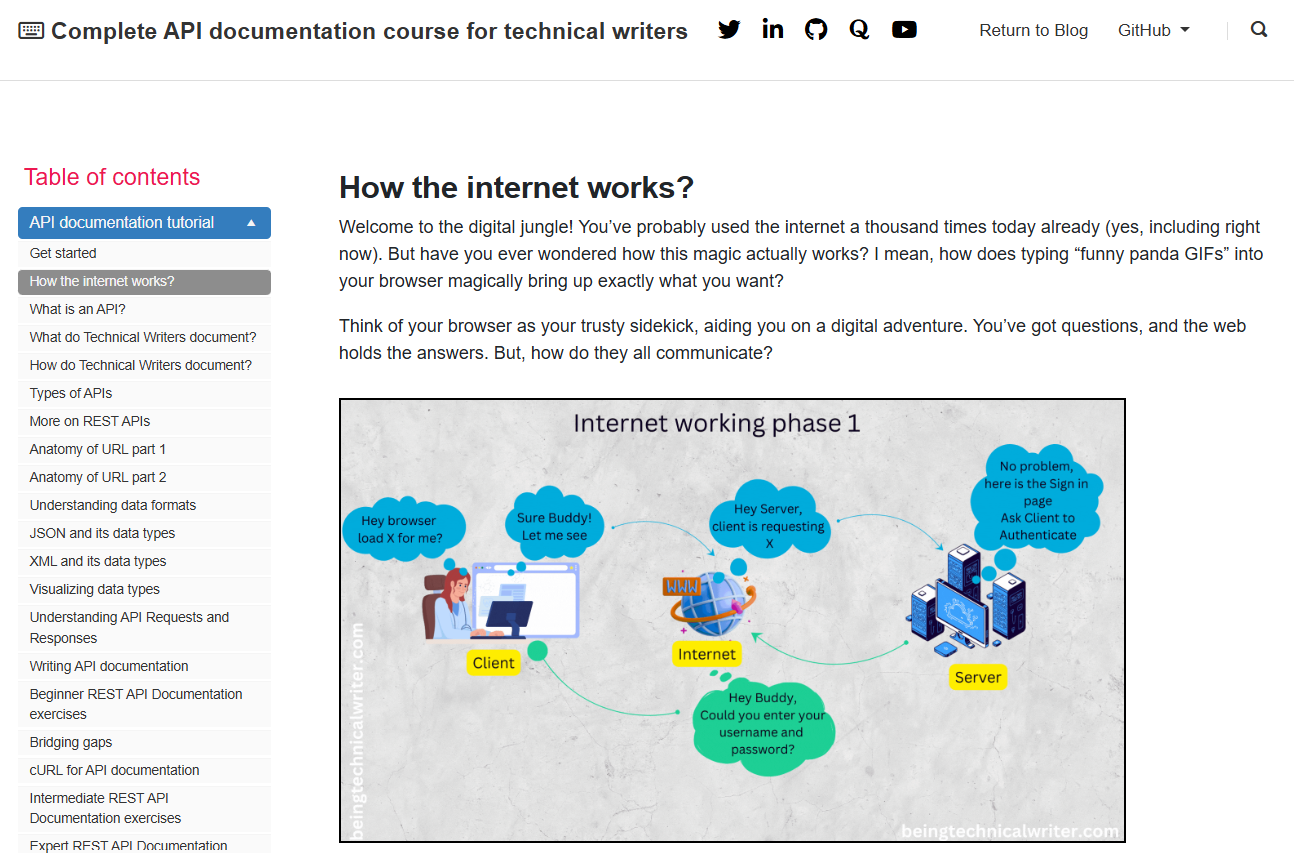 Complete API documentation course for technical writers
Return to Blog
GitHub
Table of contents
API documentation tutorial
Get started
How the internet works?
What is an API?
What do Technical Writers document?
How do Technical Writers document?
Types of APIs
More on REST APIs
Anatomy of URL part 1
Anatomy of URL part 2
Understanding data formats
JSON and its data types
XML and its data types
Visualizing data types
Understanding API Requests and
Responses
Writing API documentation
Beginner REST API Documentation
exercises
Bridging gaps
cURL for API documentation
Intermediate REST API
Documentation exercises
Expert REST API Documentation
How the internet works?
Welcome to the digital jungle! You’ve probably used the internet a thousand times today already (yes, including right
now). But have you ever wondered how this magic actually works? I mean, how does typing “funny panda GIFs” into
your browser magically bring up exactly what you want?
Think of your browser as your trusty sidekick, aiding you on a digital adventure. You’ve got questions, and the web
holds the answers. But, how do they all communicate?
Internet working phase 1
Hey browser
load X for me?
Sure Buddy!
Let me see
Hey Server,
client is requesting
X
No problem,
here is the Sign in
page
Ask Client to
Authenticate
WWW
Client
Internet
Server
Hey Buddy,
Could you enter your
username and
password?
beingtechnicalwriter.com
beingtechnicalwriter.com